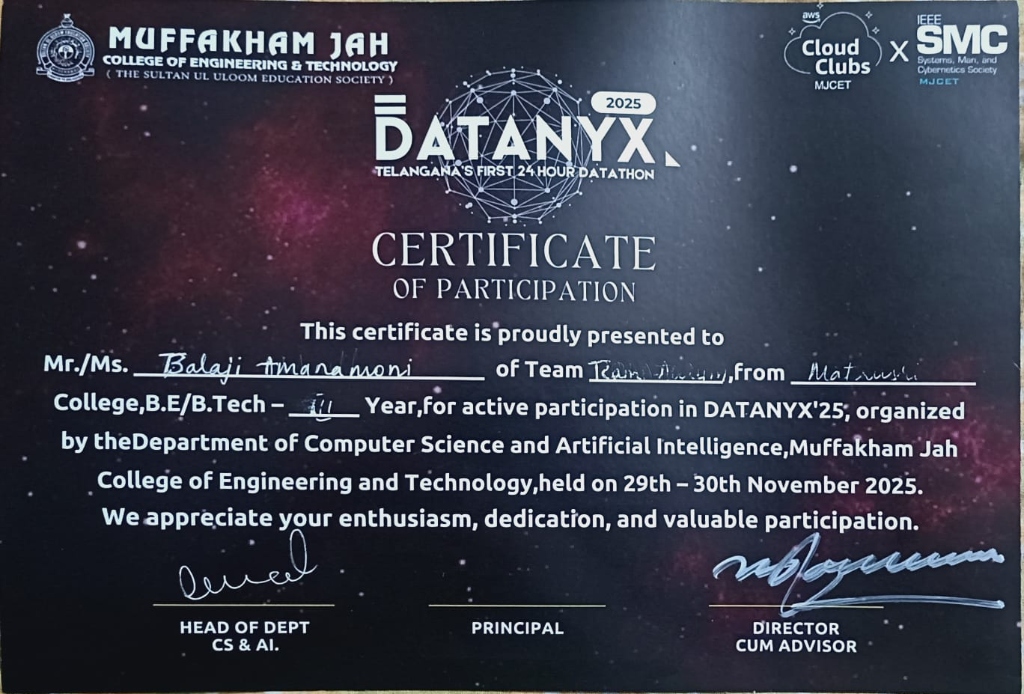 MUFFAKHAM JAH
COLLEGE OF ENGINEERING & TECHNOLOGY
( THE SULTAN UL ULOOM EDUCATION SOCIETY )
aws
Cloud
Clubs
MJCET
X
IEEE
SMC
Systems, Man, and
Cybernetics Society
MJCET
2025
DATANYX
TELANGANA'S FIRST 24 HOUR DATATHON
CERTIFICATE
OF PARTICIPATION
This certificate is proudly presented to
Mr./Ms. Balaji Amanamoni of Team Team ,from
College,B.E/B.Tech – III Year,for active participation in DATANYX'25, organized
by theDepartment of Computer Science and Artificial Intelligence,Muffakham Jah
College of Engineering and Technology,held on 29th – 30th November 2025.
We appreciate your enthusiasm, dedication, and valuable participation.
HEAD OF DEPT
CS & AI.
PRINCIPAL
DIRECTOR
CUM ADVISOR